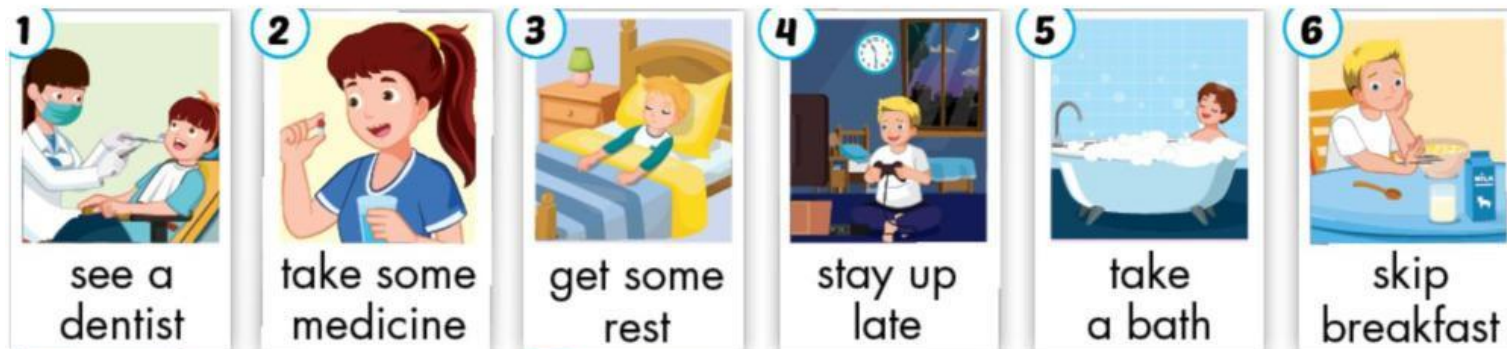 1
see a
dentist
2
take some
medicine
3
get some
rest
4
stay up
late
5
take
a bath
6
MILK
skip
breakfast